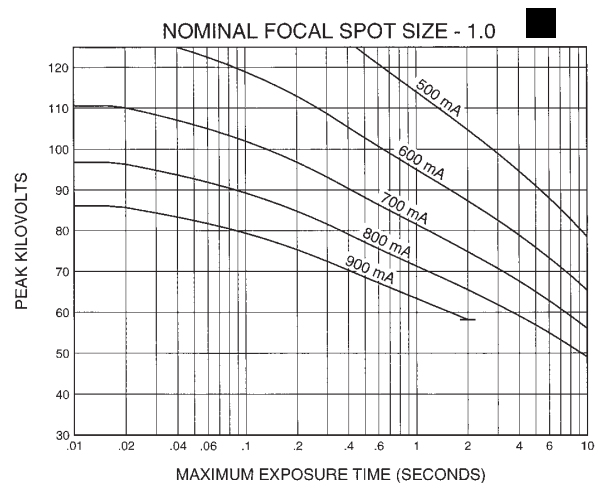 NOMINAL FOCAL SPOT SIZE - 1.0
120
110
100
90
80
70
60
50
40
30
PEAK KILOVOLTS
500 mA
600 mA
700 mA
800 mA
900 mA
.01 .02 .04 .06 .1 .2 .4 .6 1 2 4 6 10
MAXIMUM EXPOSURE TIME (SECONDS)